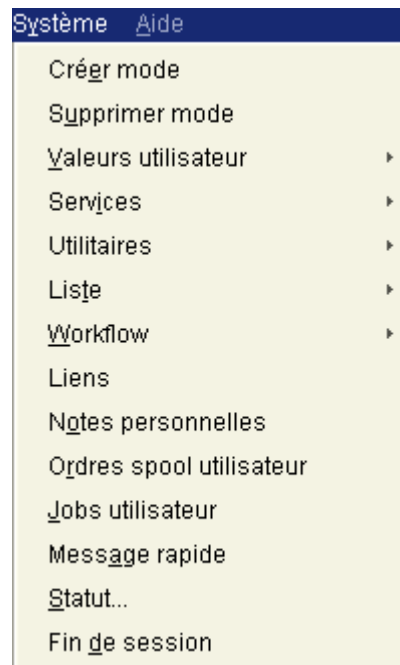 Système Aide
Créer mode
Supprimer mode
Valeurs utilisateur
Services
Utilitaires
Liste
Workflow
Liens
Notes personnelles
Ordres spool utilisateur
Jobs utilisateur
Message rapide
Statut...
Fin de session